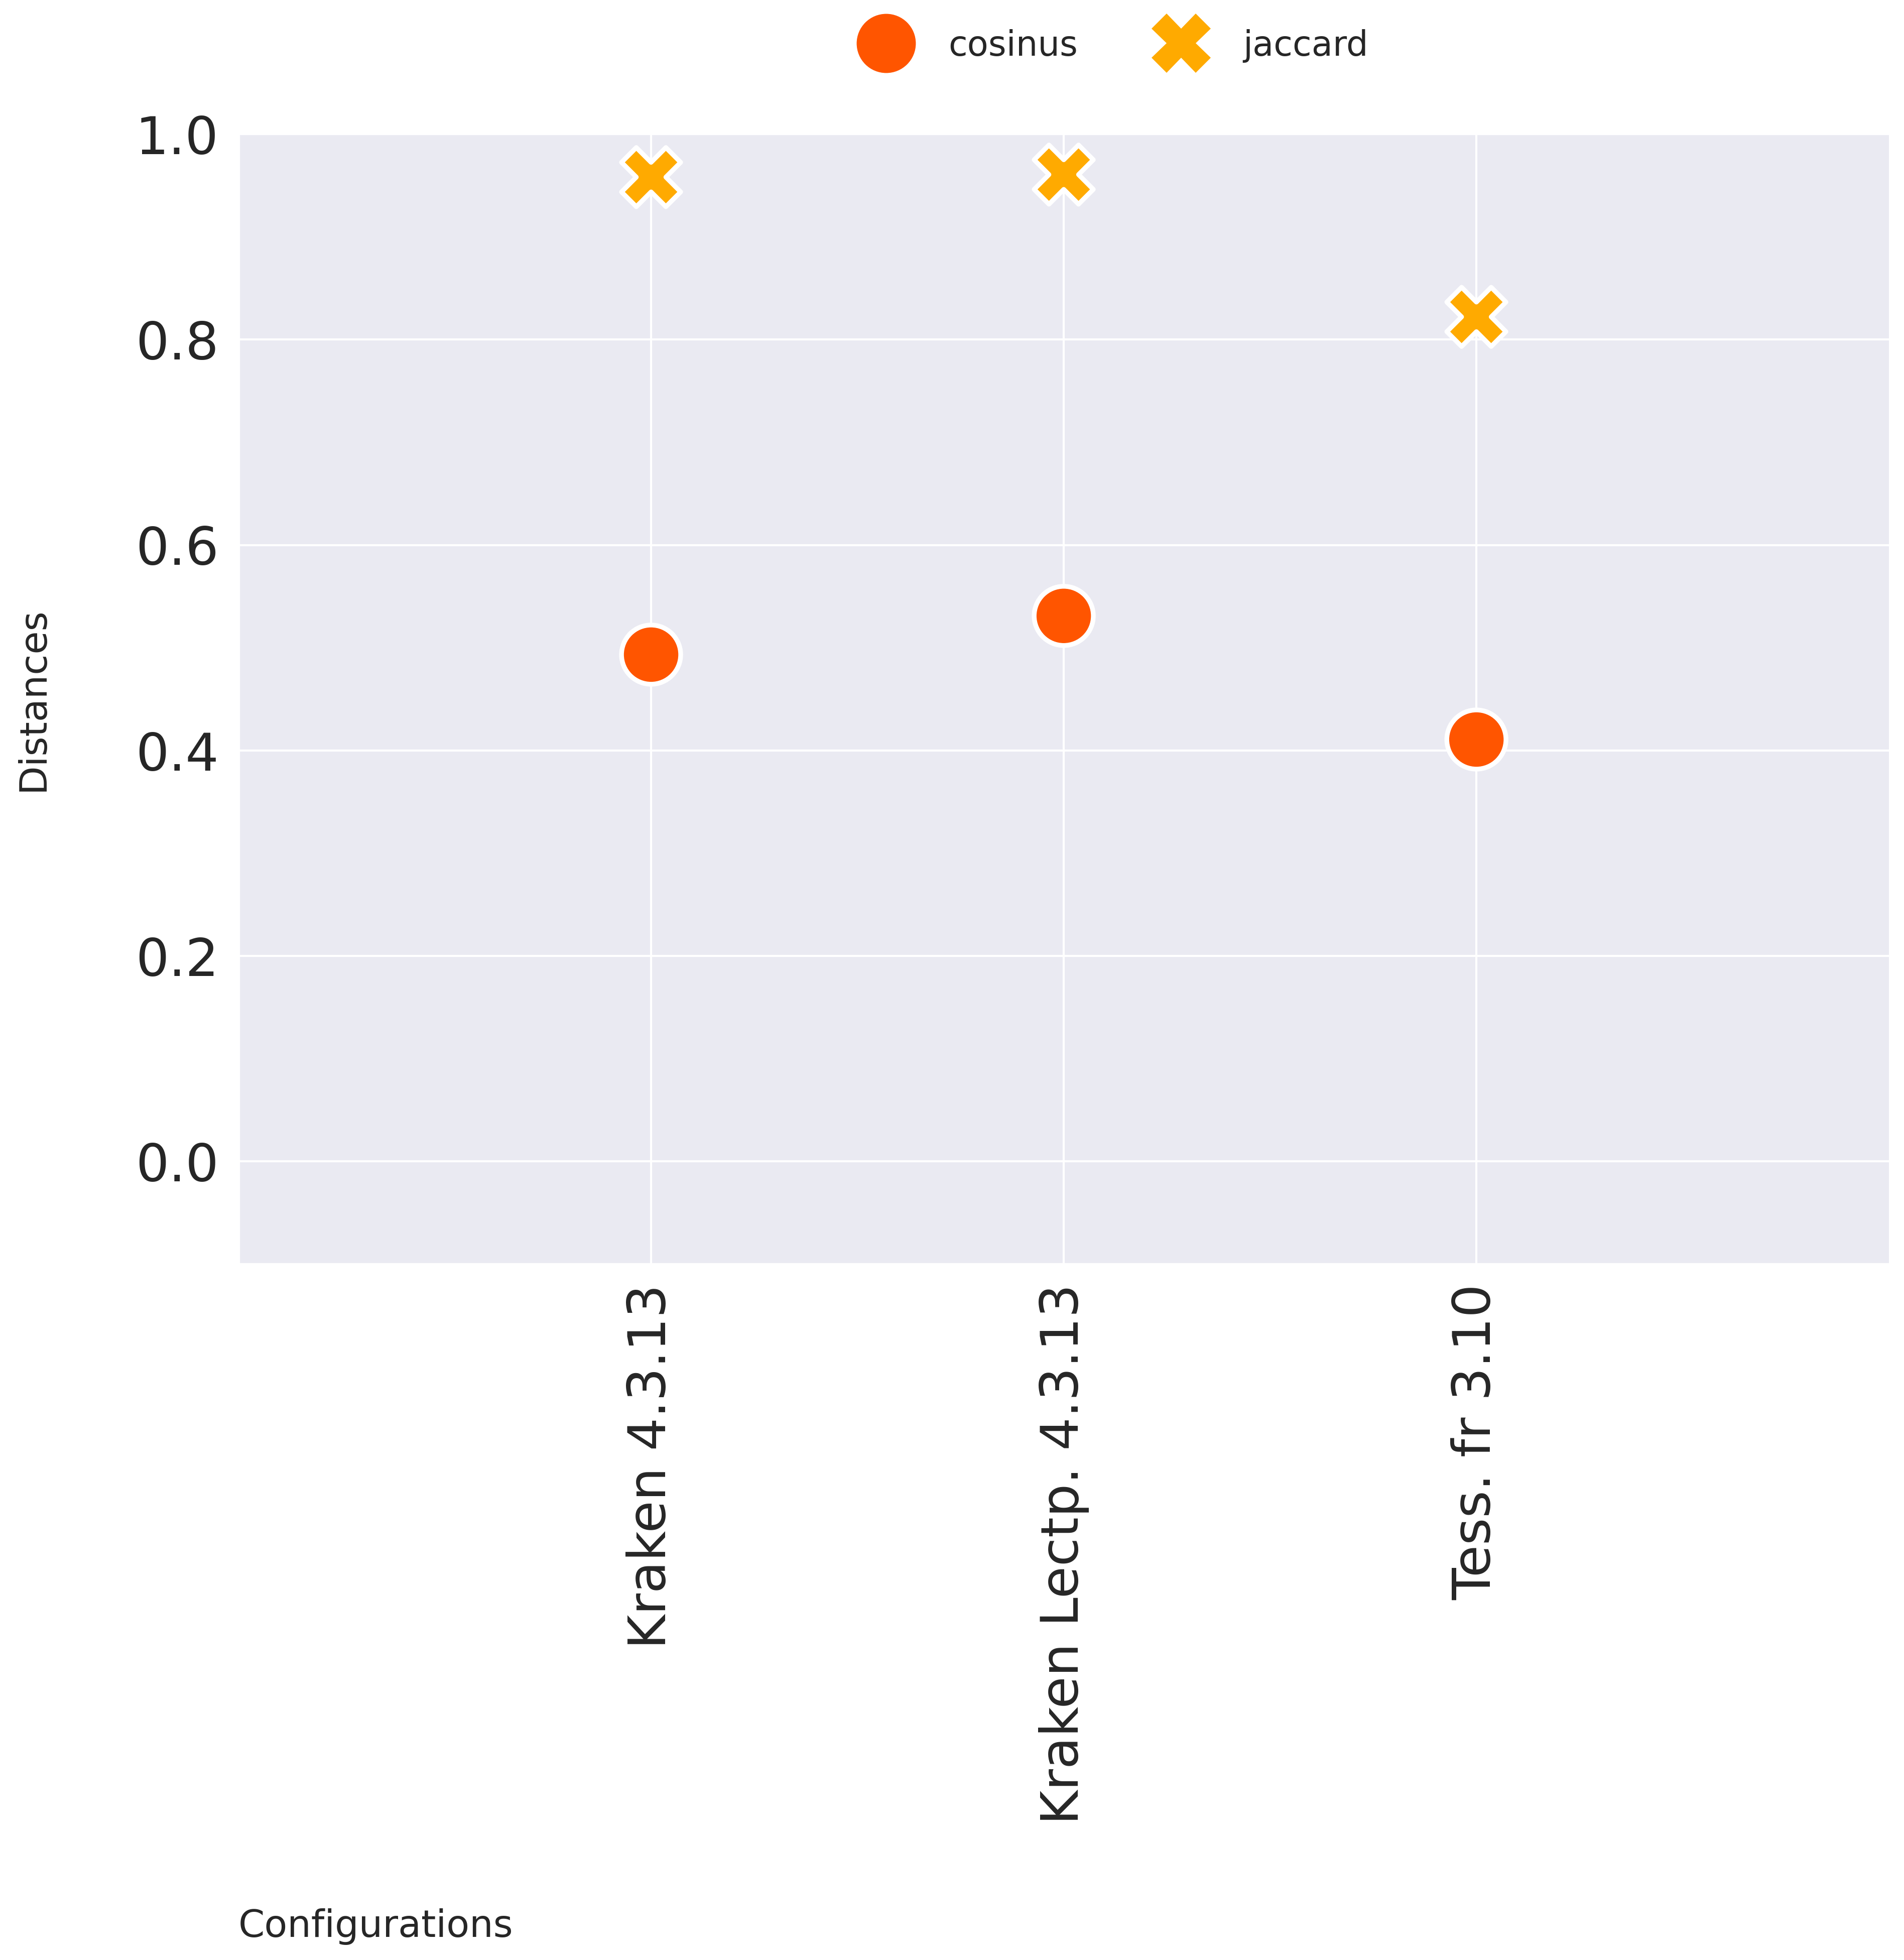 cosinus jaccard
1.0
0.8
0.6
0.4
0.2
0.0
Distances
Kraken 4.3.13
Kraken Lectp. 4.3.13
Tess. fr 3.10
Configurations